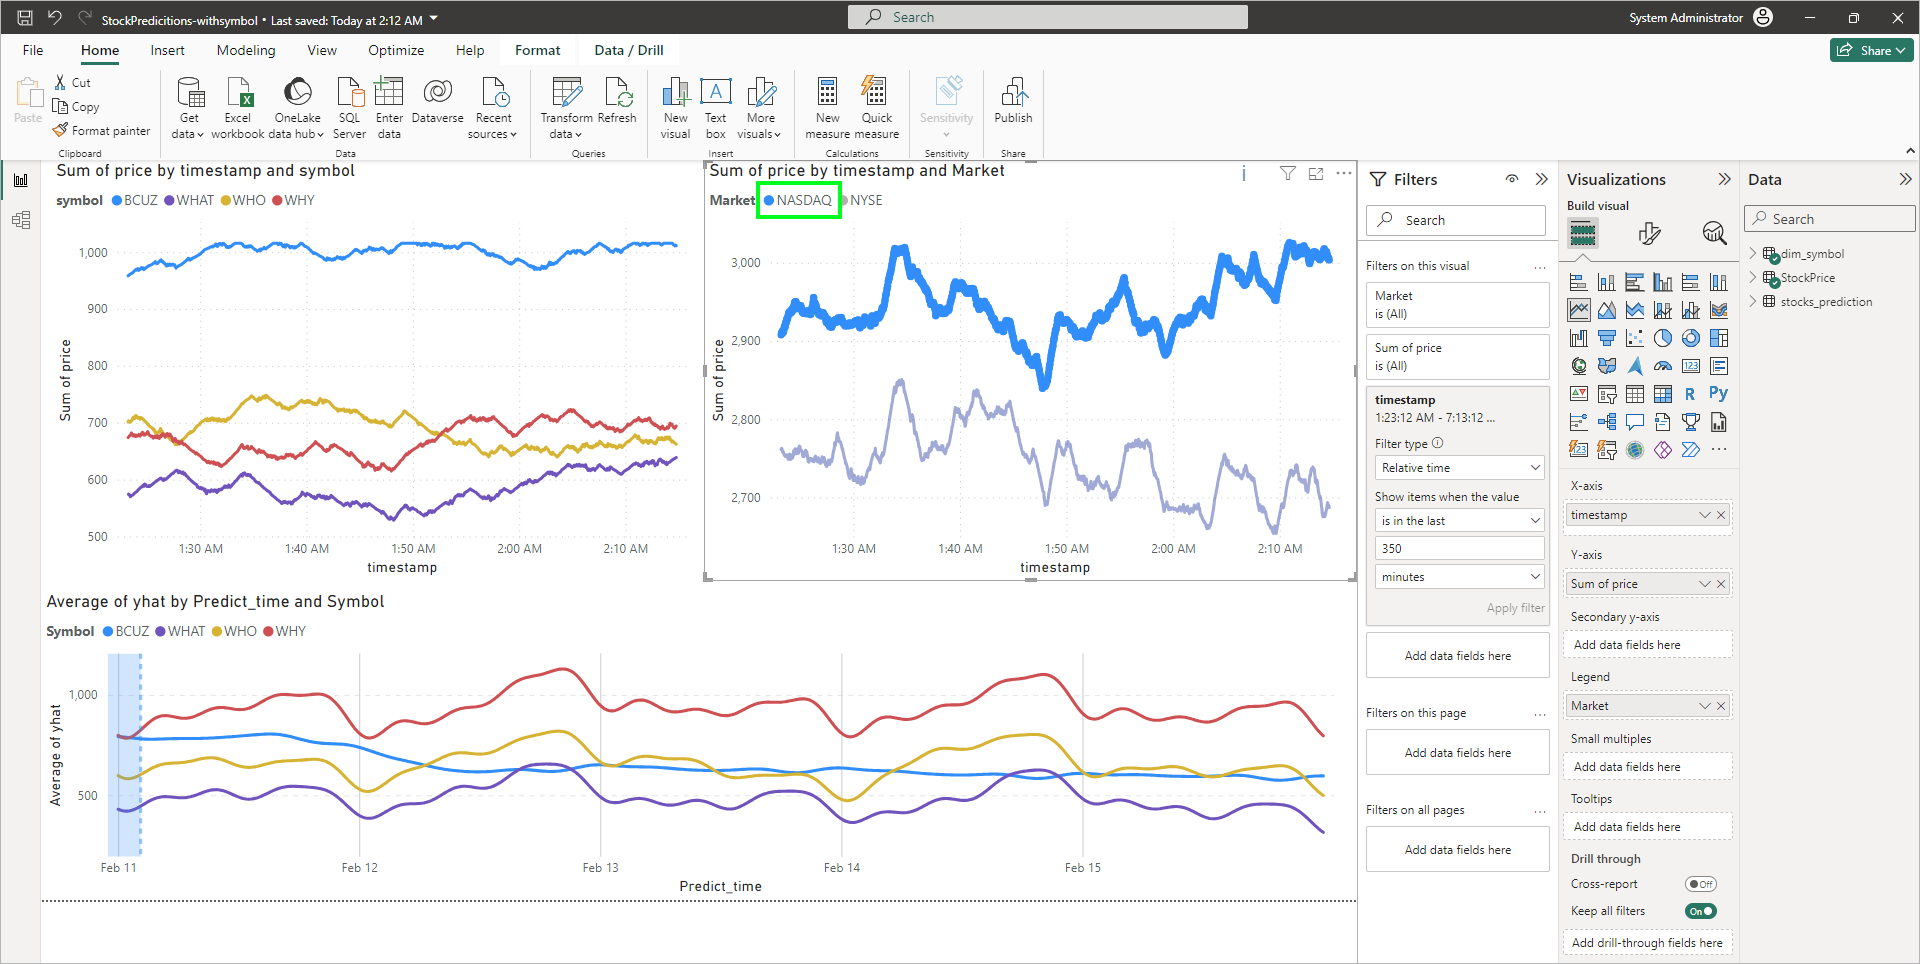 StockPredicitions-withsymbol • Last saved: Today at 2:12 AM
Search
System Administrator
File
Home
Insert
Modeling
View
Optimize
Help
Format
Data / Drill
Share
Paste
Cut
Copy
Format painter
Clipboard
Get data
Excel workbook
OneLake data hub
SQL Server
Enter data
Dataverse
Recent sources
Data
Transform data
Refresh
Queries
New visual
Text box
More visuals
Insert
New measure
Quick measure
Calculations
Sensitivity
Sensitivity
Publish
Share
Sum of price by timestamp and symbol
symbol BCUZ WHAT WHO WHY
Sum of price
1,000
900
800
700
600
500
1:30 AM 1:40 AM 1:50 AM 2:00 AM 2:10 AM
timestamp
Sum of price by timestamp and Market
Market NASDAQ NYSE
Sum of price
3,000
2,900
2,800
2,700
1:30 AM 1:40 AM 1:50 AM 2:00 AM 2:10 AM
timestamp
Average of yhat by Predict_time and Symbol
Symbol BCUZ WHAT WHO WHY
Average of yhat
1,000
500
Feb 11 Feb 12 Feb 13 Feb 14 Feb 15
Predict_time
Filters
Search
Filters on this visual
Market
is (All)
Sum of price
is (All)
timestamp
1:23:12 AM - 7:13:12 ...
Filter type
Relative time
Show items when the value
is in the last
350
minutes
Apply filter
Add data fields here
Filters on this page
Add data fields here
Filters on all pages
Add data fields here
Visualizations
Build visual
123
R
Py
123
X-axis
timestamp
Y-axis
Sum of price
Secondary y-axis
Add data fields here
Legend
Market
Small multiples
Add data fields here
Tooltips
Add data fields here
Drill through
Cross-report
Off
Keep all filters
On
Add drill-through fields here
Data
Search
dim_symbol
StockPrice
stocks_prediction